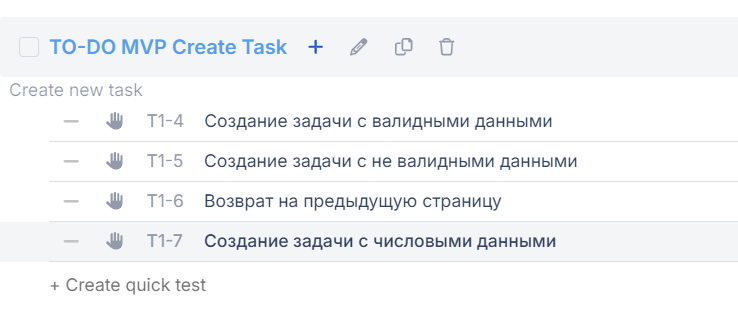 TO-DO MVP Create Task
Create new task
T1-4 Создание задачи с валидными данными
T1-5 Создание задачи с не валидными данными
T1-6 Возврат на предыдущую страницу
T1-7 Создание задачи с числовыми данными
+ Create quick test